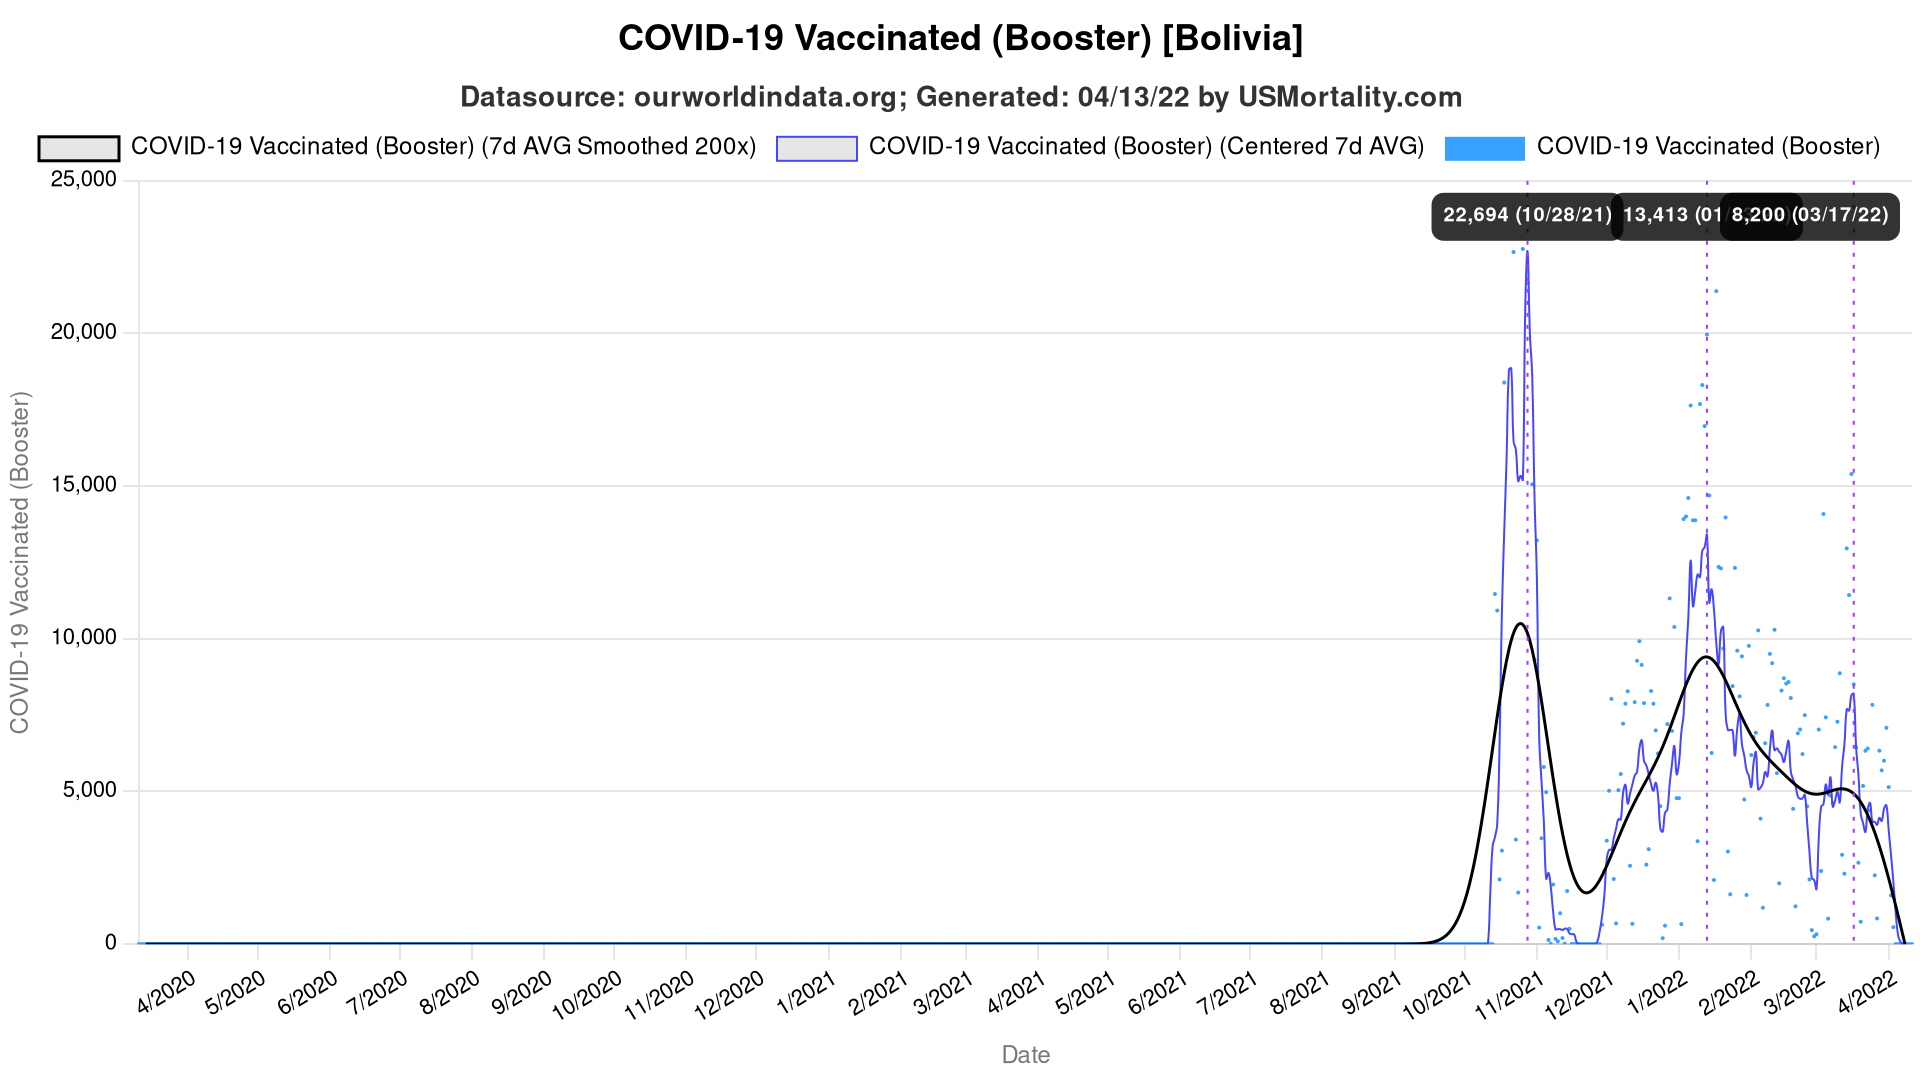 COVID-19 Vaccinated (Booster) [Bolivia]
Datasource: ourworldindata.org; Generated: 04/13/22 by USMortality.com
COVID-19 Vaccinated (Booster) (7d AVG Smoothed 200x) COVID-19 Vaccinated (Booster) (Centered 7d AVG) COVID-19 Vaccinated (Booster)
22,694 (10/28/21) 13,413 (01/ 8,200 (03/17/22)
25,000
20,000
15,000
10,000
5,000
0
COVID-19 Vaccinated (Booster)
4/2020 5/2020 6/2020 7/2020 8/2020 9/2020 10/2020 11/2020 12/2020 1/2021 2/2021 3/2021 4/2021 5/2021 6/2021 7/2021 8/2021 9/2021 10/2021 11/2021 12/2021 1/2022 2/2022 3/2022 4/2022
Date